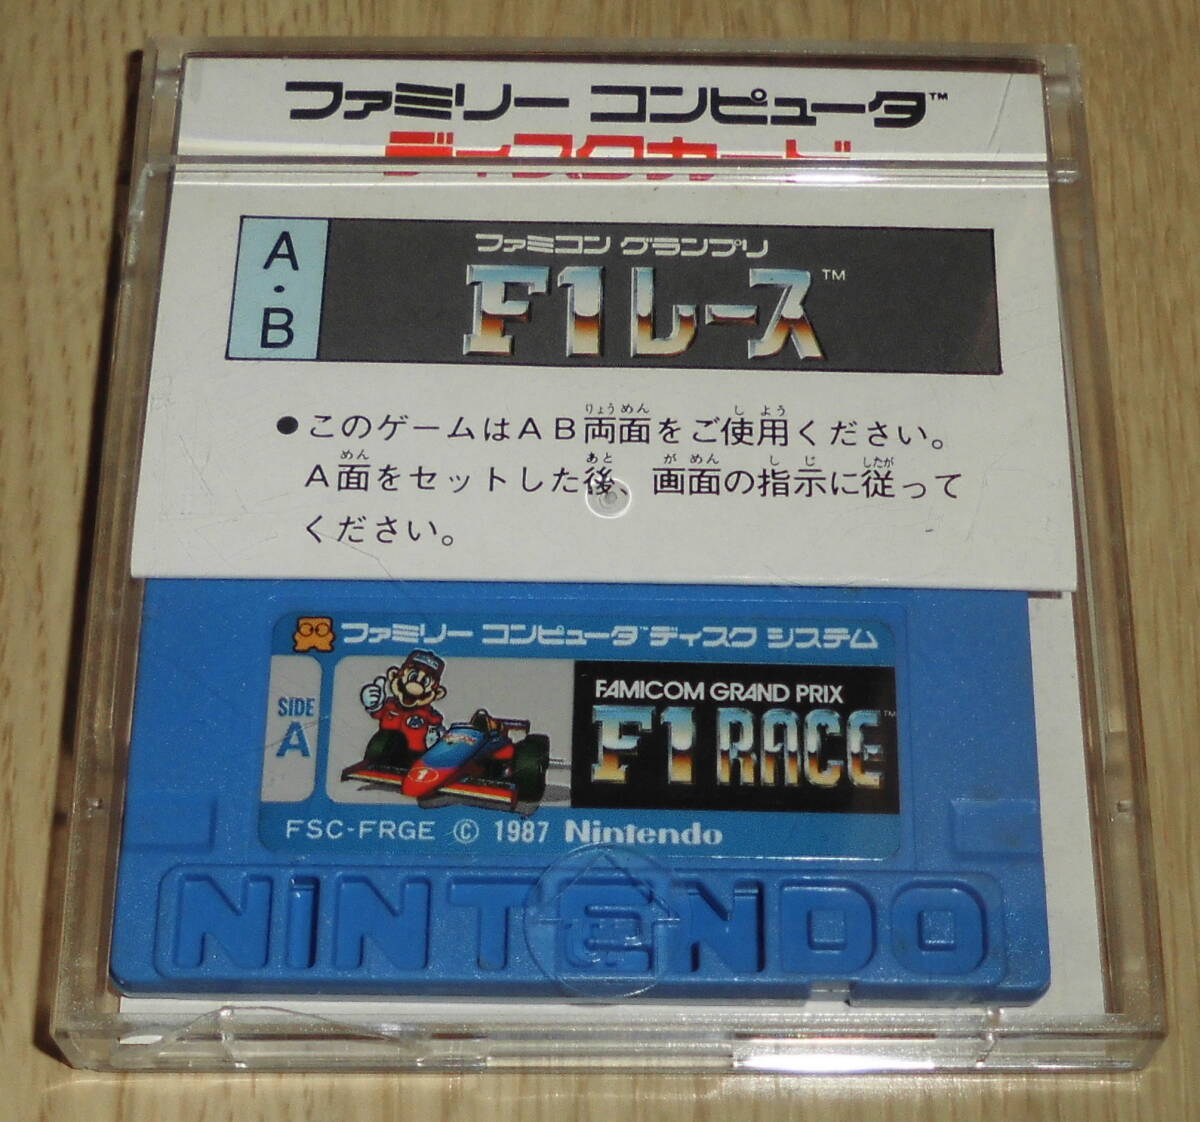 ファミリー コンピュータ™
ディスクカード
A・B
ファミコン グランプリ
F1レース™
●このゲームはAB両面をご使用ください。
A面をセットした後、画面の指示に従って
ください。
ファミリー コンピュータ™ ディスク システム
SIDE
A
1
FAMICOM GRAND PRIX
F1 RACE™
FSC-FRGE © 1987 Nintendo
NINTENDO